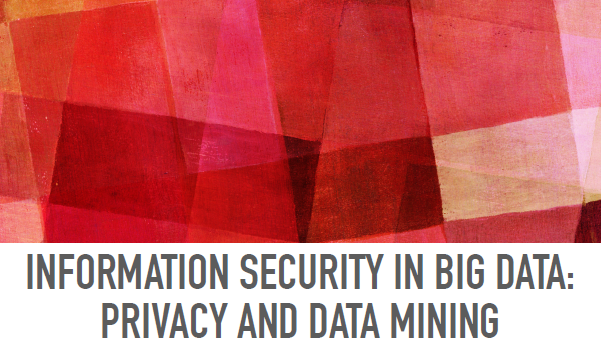 INFORMATION SECURITY IN BIG DATA:
PRIVACY AND DATA MINING